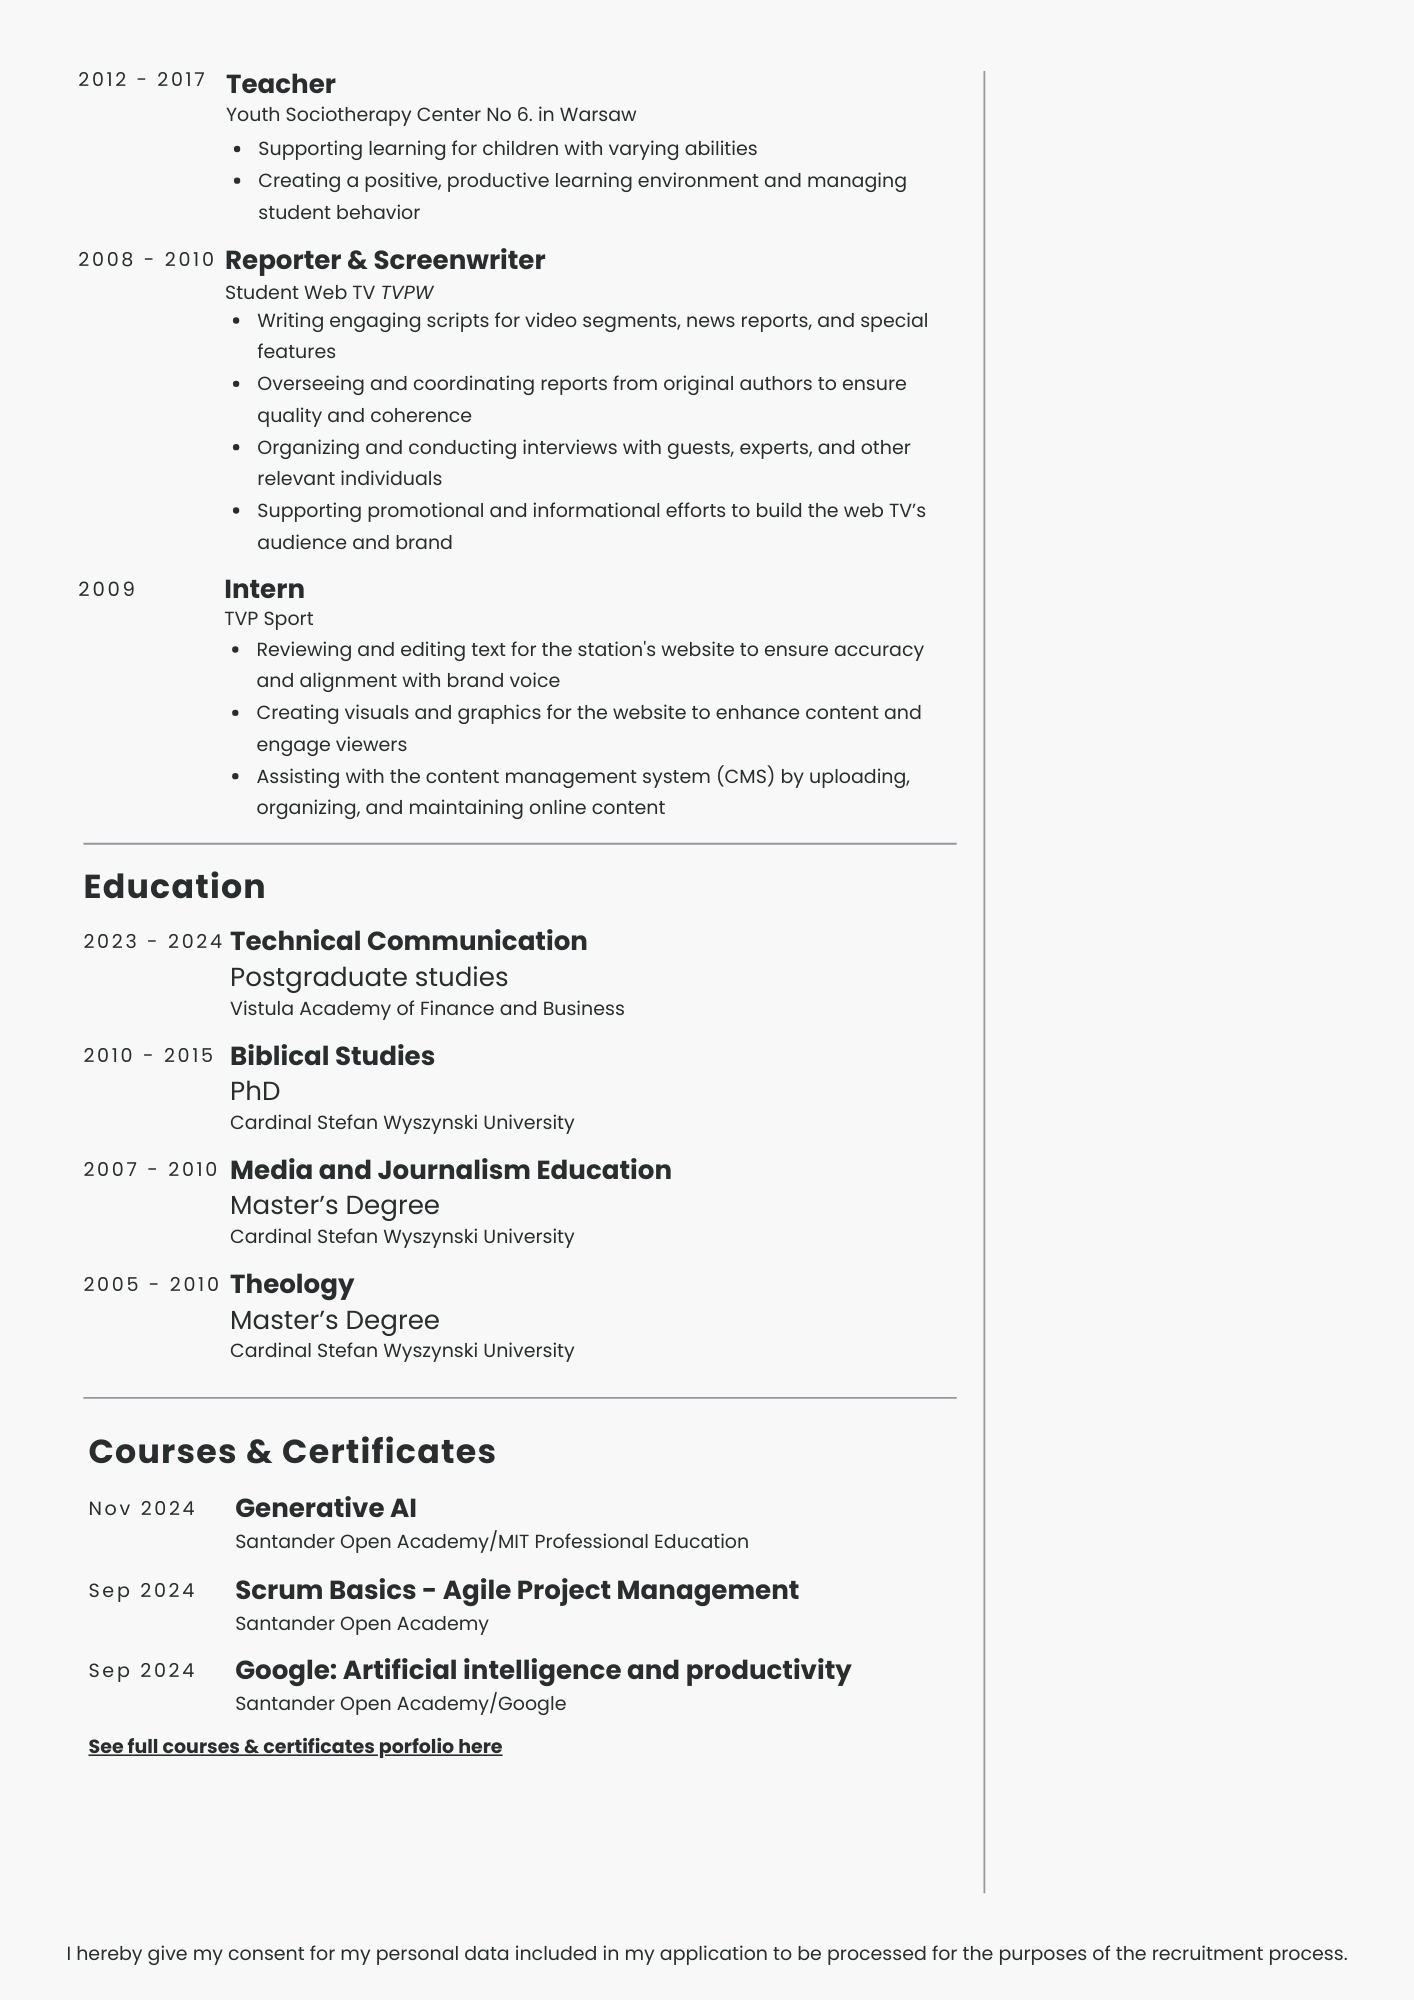 2012 - 2017 Teacher
Youth Sociotherapy Center No 6. in Warsaw
• Supporting learning for children with varying abilities
• Creating a positive, productive learning environment and managing
student behavior
2008 - 2010 Reporter & Screenwriter
Student Web TV TVPW
• Writing engaging scripts for video segments, news reports, and special
features
• Overseeing and coordinating reports from original authors to ensure
quality and coherence
• Organizing and conducting interviews with guests, experts, and other
relevant individuals
• Supporting promotional and informational efforts to build the web TV’s
audience and brand
2009 Intern
TVP Sport
• Reviewing and editing text for the station's website to ensure accuracy
and alignment with brand voice
• Creating visuals and graphics for the website to enhance content and
engage viewers
• Assisting with the content management system (CMS) by uploading,
organizing, and maintaining online content
Education
2023 - 2024 Technical Communication
Postgraduate studies
Vistula Academy of Finance and Business
2010 - 2015 Biblical Studies
PhD
Cardinal Stefan Wyszynski University
2007 - 2010 Media and Journalism Education
Master’s Degree
Cardinal Stefan Wyszynski University
2005 - 2010 Theology
Master’s Degree
Cardinal Stefan Wyszynski University
Courses & Certificates
Nov 2024 Generative AI
Santander Open Academy/MIT Professional Education
Sep 2024 Scrum Basics - Agile Project Management
Santander Open Academy
Sep 2024 Google: Artificial intelligence and productivity
Santander Open Academy/Google
See full courses & certificates porfolio here
I hereby give my consent for my personal data included in my application to be processed for the purposes of the recruitment process.